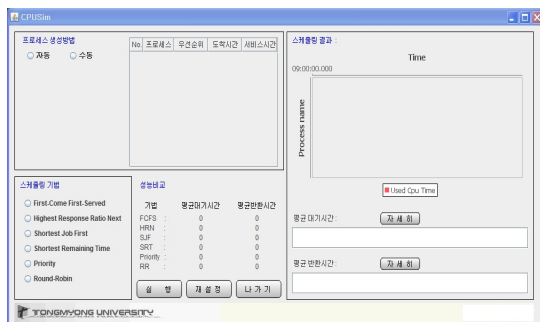 CPUSim
프로세스 생성방법
자동 수동
No. 프로세스 우선순위 도착시간 서비스시간
스케쥴링 기법
First-Come First-Served
Highest Response Ratio Next
Shortest Job First
Shortest Remaining Time
Priority
Round-Robin
성능비교
기법 평균대기시간 평균반환시간
FCFS : 0 0
HRN : 0 0
SJF : 0 0
SRT : 0 0
Priority : 0 0
RR : 0 0
실 행 재 설 정 나 가 기
스케쥴링 결과 :
Time
09:00:00.000
Process name
Used Cpu Time
평균 대기시간 : 자 세 히
평균 반환시간 : 자 세 히
TONGMYONG UNIVERSITY